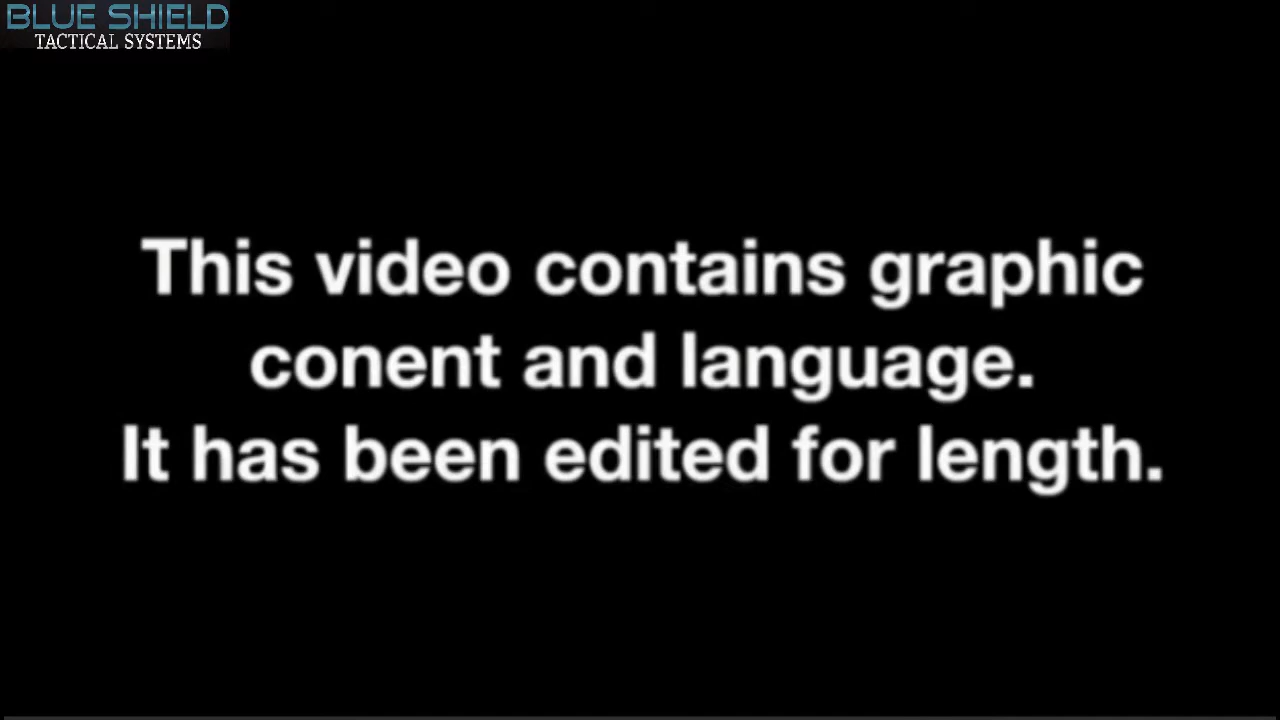 BLUE SHIELD
TACTICAL SYSTEMS
This video contains graphic
conent and language.
It has been edited for length.